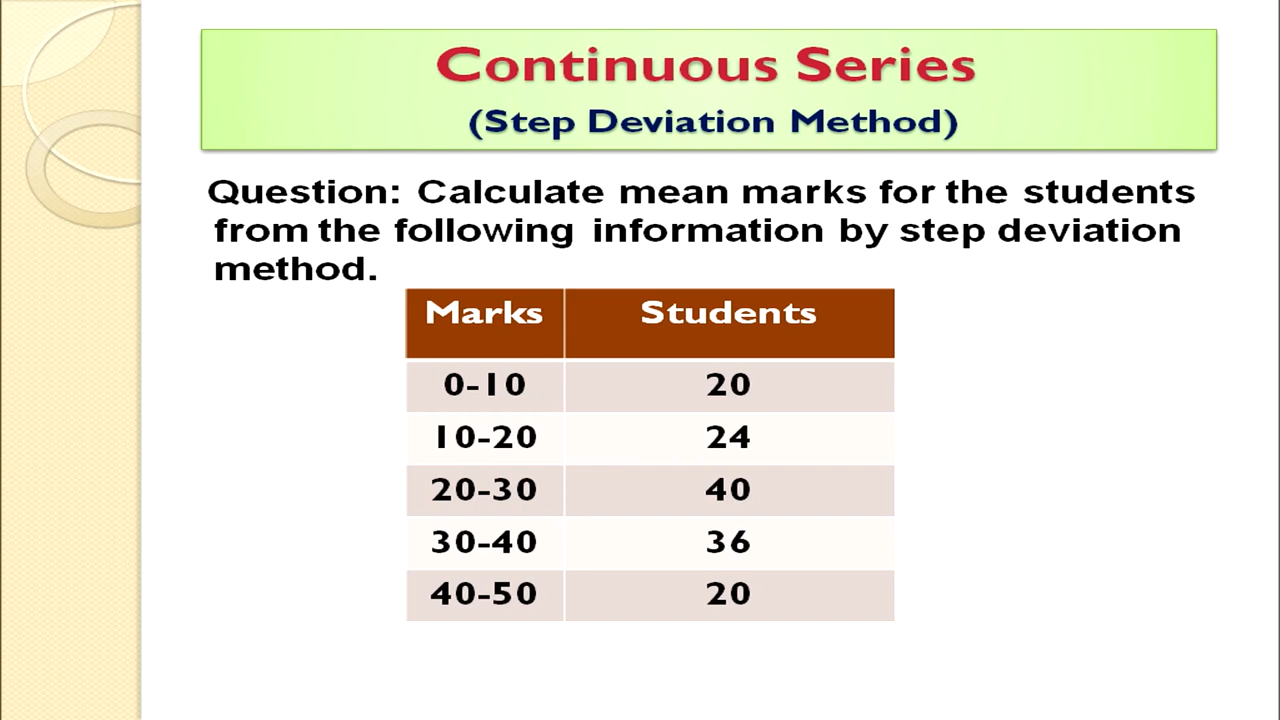 Continuous Series
(Step Deviation Method)
Question: Calculate mean marks for the students
from the following information by step deviation
method.
Marks Students
0-10 20
10-20 24
20-30 40
30-40 36
40-50 20